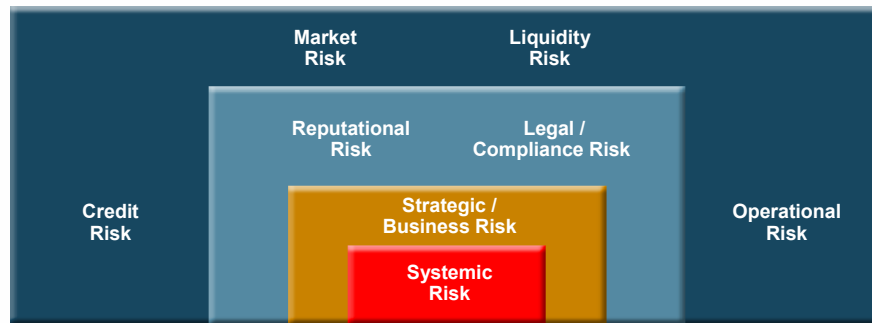 Market
Risk
Liquidity
Risk
Reputational
Risk
Legal /
Compliance Risk
Credit
Risk
Strategic /
Business Risk
Operational
Risk
Systemic
Risk